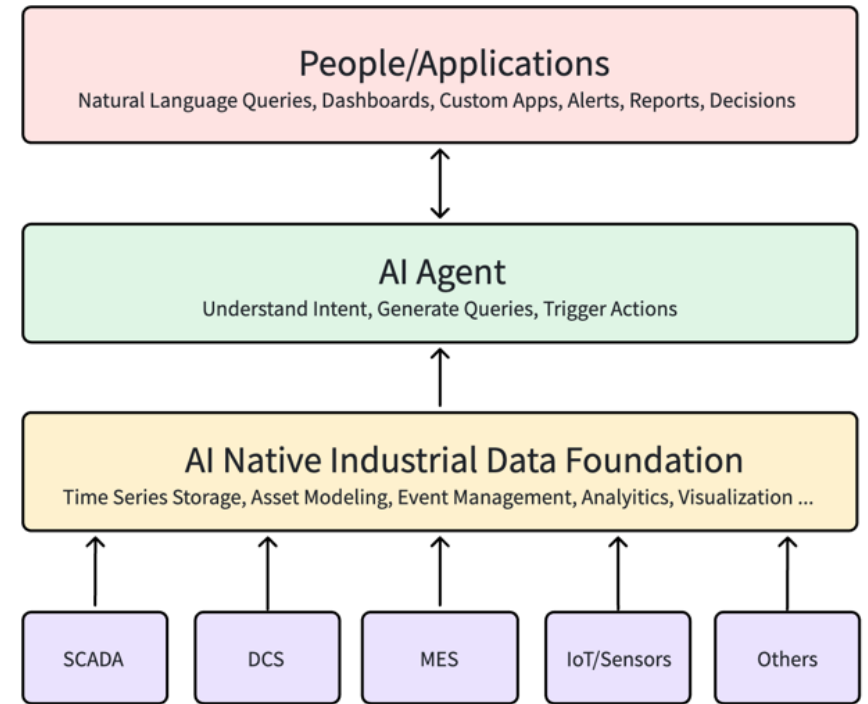 People/Applications
Natural Language Queries, Dashboards, Custom Apps, Alerts, Reports, Decisions
AI Agent
Understand Intent, Generate Queries, Trigger Actions
AI Native Industrial Data Foundation
Time Series Storage, Asset Modeling, Event Management, Analyitics, Visualization ...
SCADA
DCS
MES
IoT/Sensors
Others